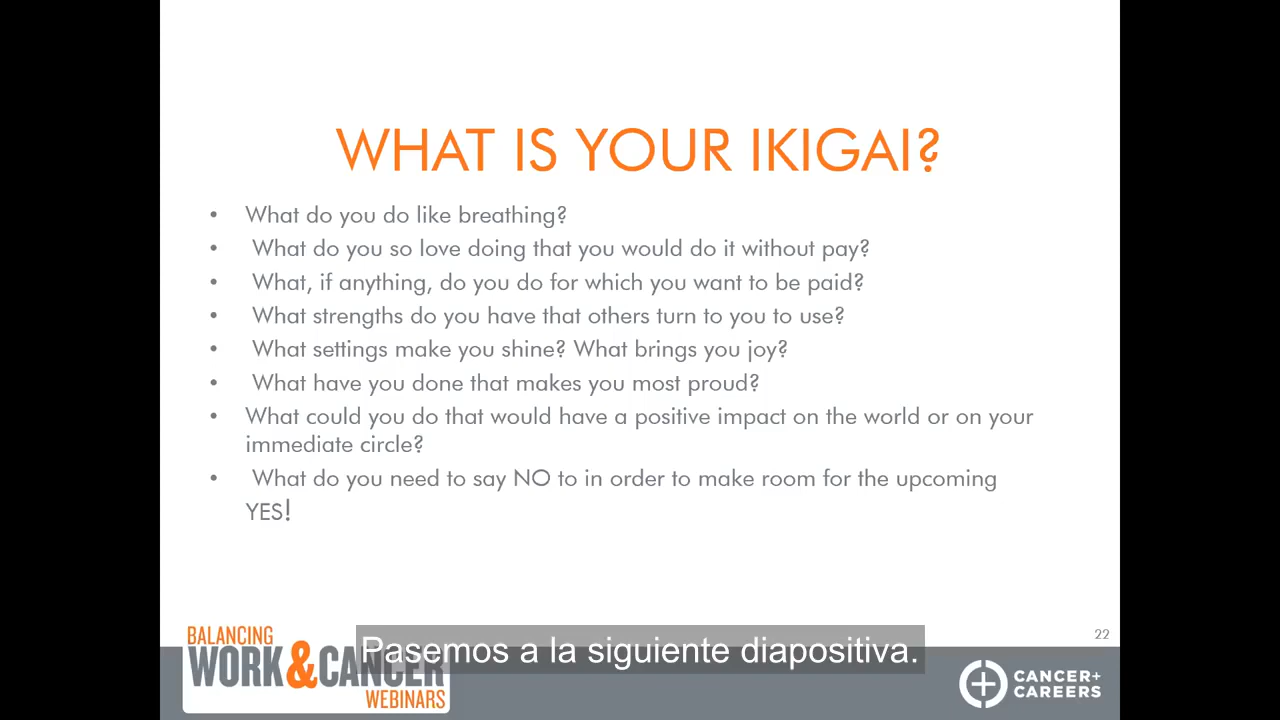 WHAT IS YOUR IKIGAI?
• What do you do like breathing?
• What do you so love doing that you would do it without pay?
• What, if anything, do you do for which you want to be paid?
• What strengths do you have that others turn to you to use?
• What settings make you shine? What brings you joy?
• What have you done that makes you most proud?
• What could you do that would have a positive impact on the world or on your
immediate circle?
• What do you need to say NO to in order to make room for the upcoming
YES!
22
BALANCING
WORK & CANCER
WEBINARS
Pasemos a la siguiente diapositiva.
CANCER+
CAREERS